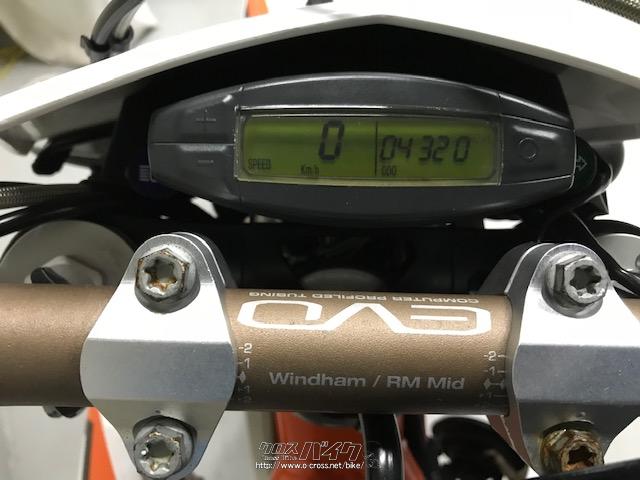 0
04320
SPEED
Km/h
ODO
COMPUTER PROFILED TUBING
EVO
-2
-1
-2
-1
Windham / RM Mid
クロスバイク
http://www.o-cross.net/bike/